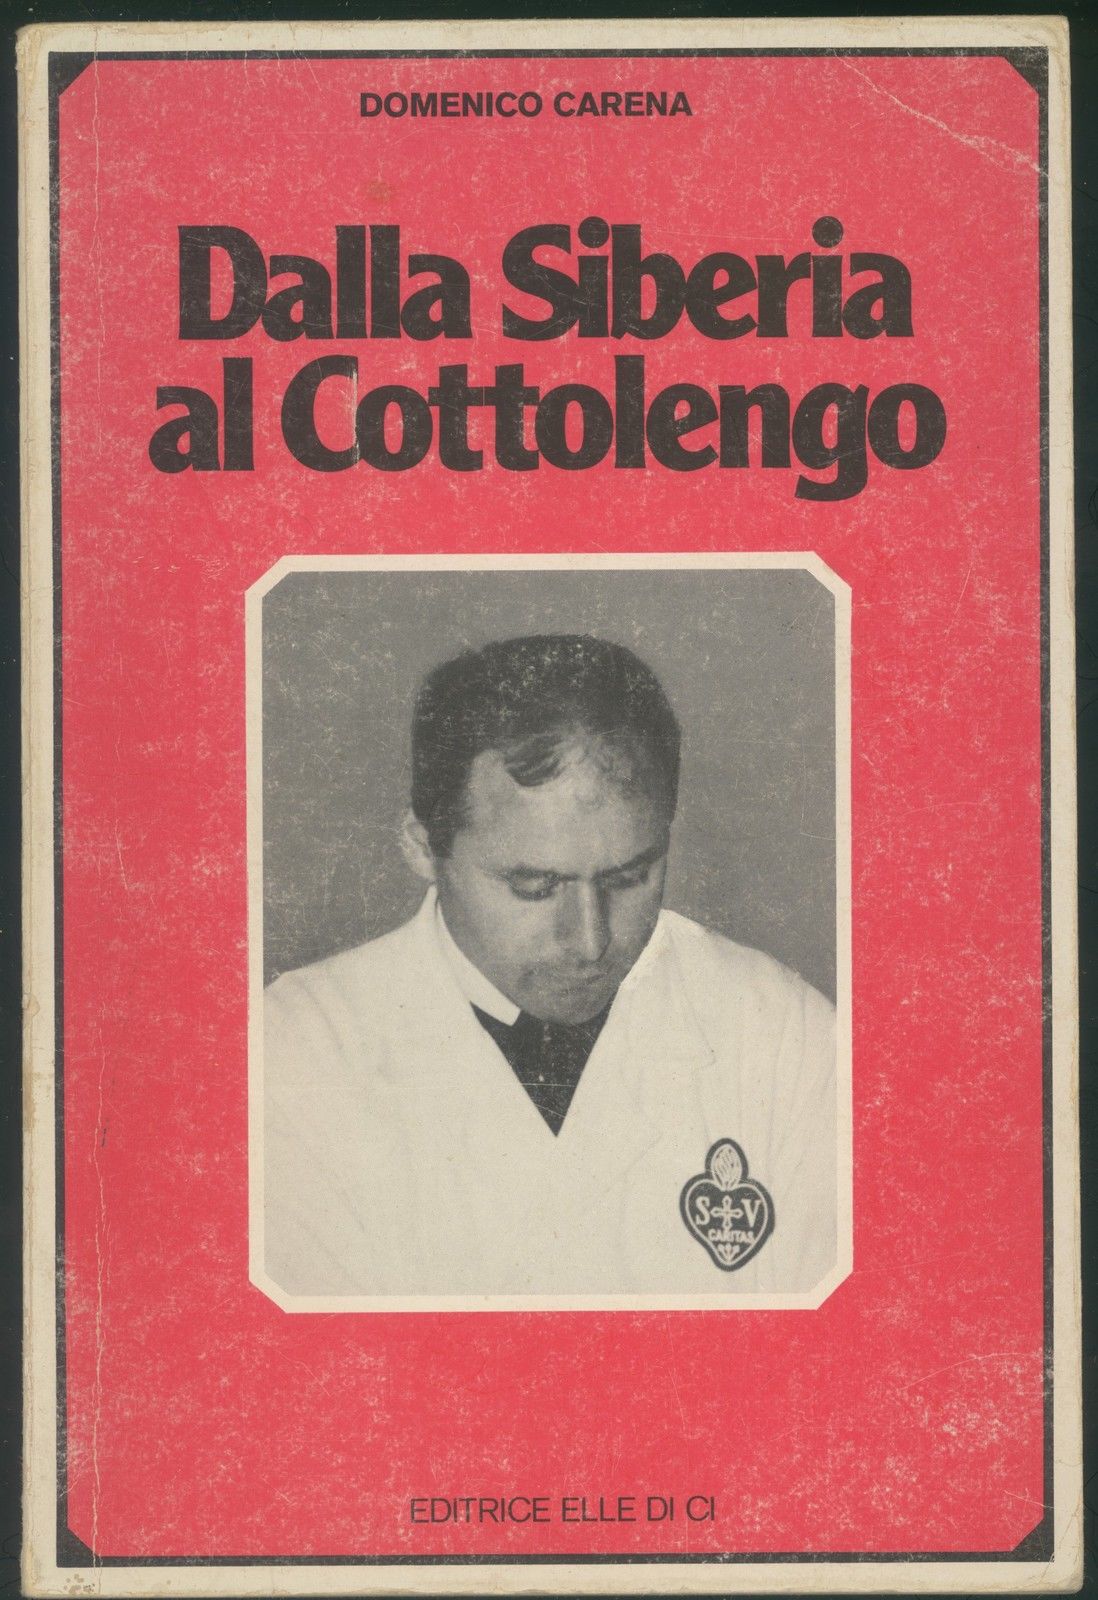 DOMENICO CARENA
Dalla Siberia
al Cottolengo
S V
CARITAS
EDITRICE ELLE DI CI